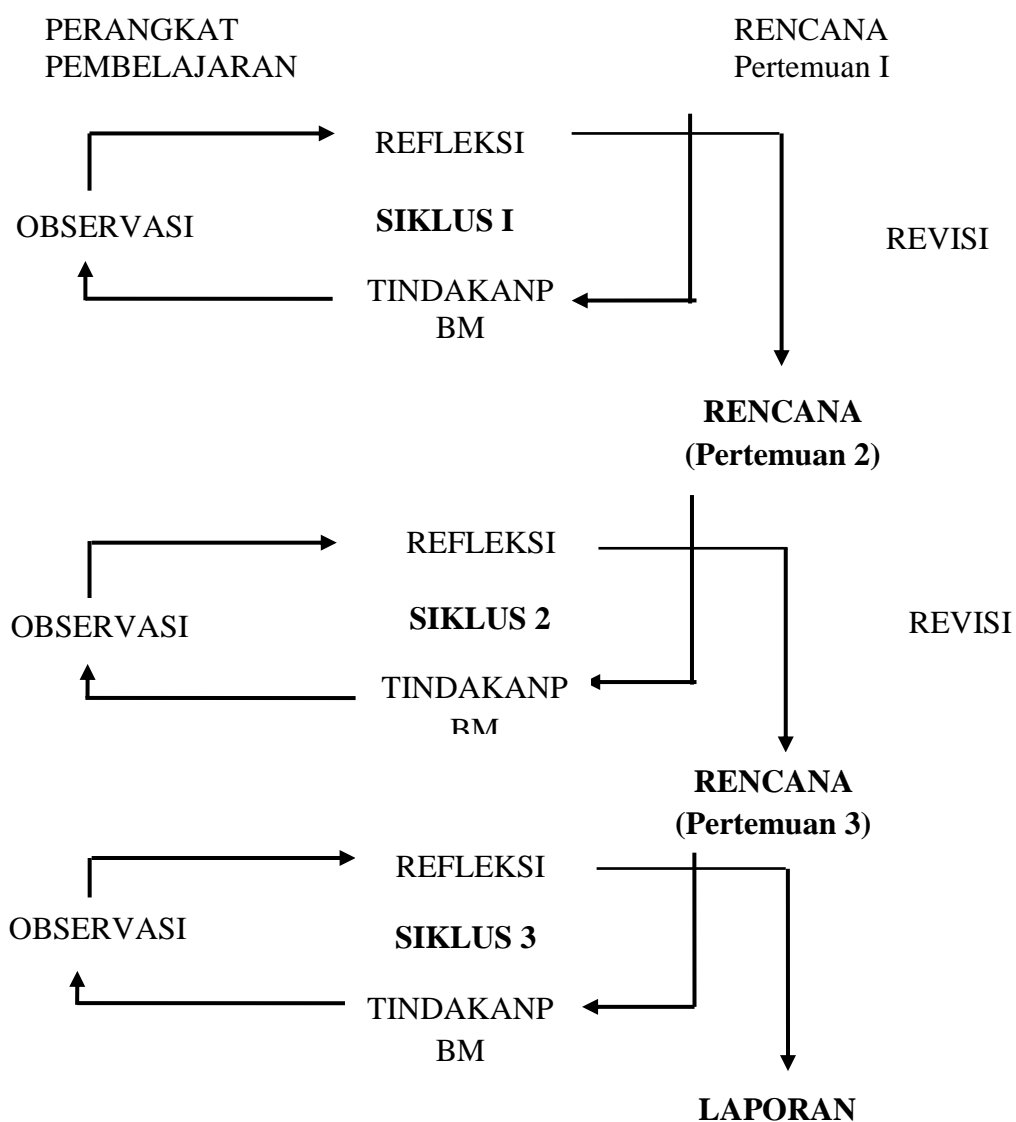 PERANGKAT
PEMBELAJARAN
RENCANA
Pertemuan I
REFLEKSI
OBSERVASI
SIKLUS I
REVISI
TINDAKANP
BM
RENCANA
(Pertemuan 2)
REFLEKSI
OBSERVASI
SIKLUS 2
REVISI
TINDAKANP
BM
RENCANA
(Pertemuan 3)
REFLEKSI
OBSERVASI
SIKLUS 3
TINDAKANP
BM
LAPORAN